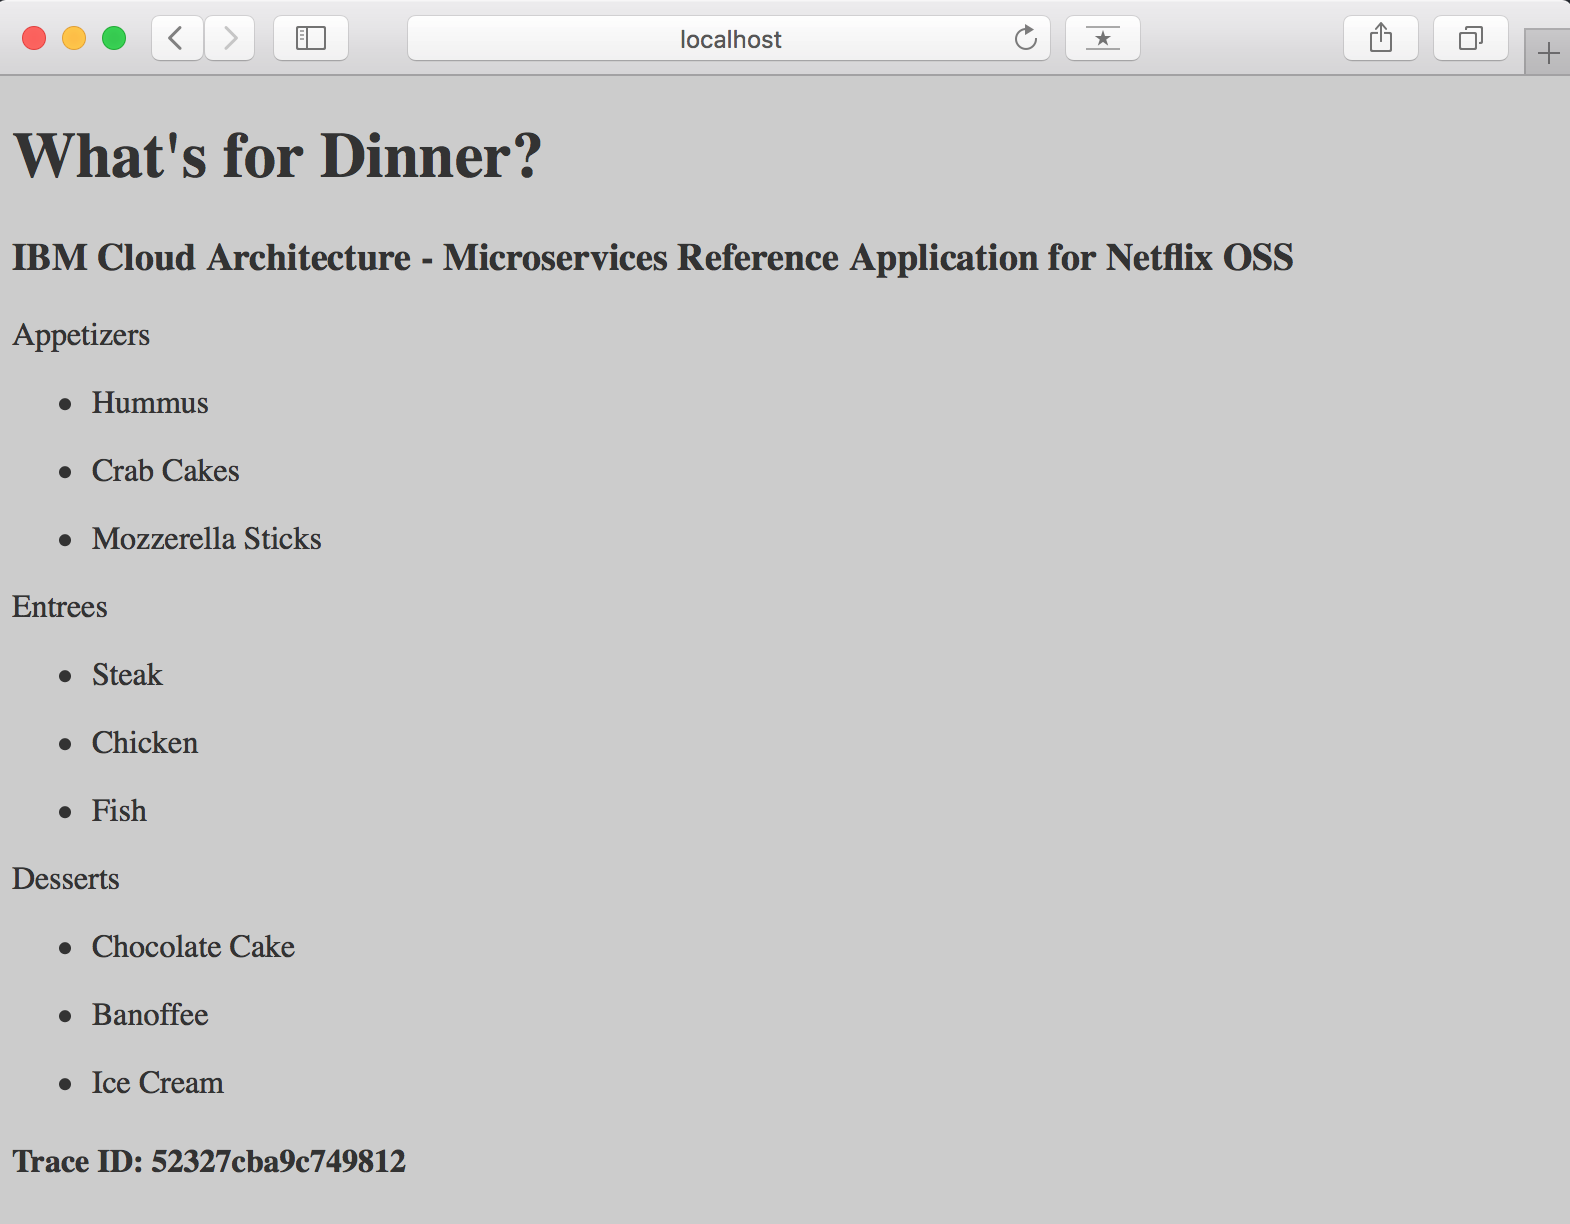 localhost
What's for Dinner?
IBM Cloud Architecture - Microservices Reference Application for Netflix OSS
Appetizers
Hummus
Crab Cakes
Mozzerella Sticks
Entrees
Steak
Chicken
Fish
Desserts
Chocolate Cake
Banoffee
Ice Cream
Trace ID: 52327cba9c749812